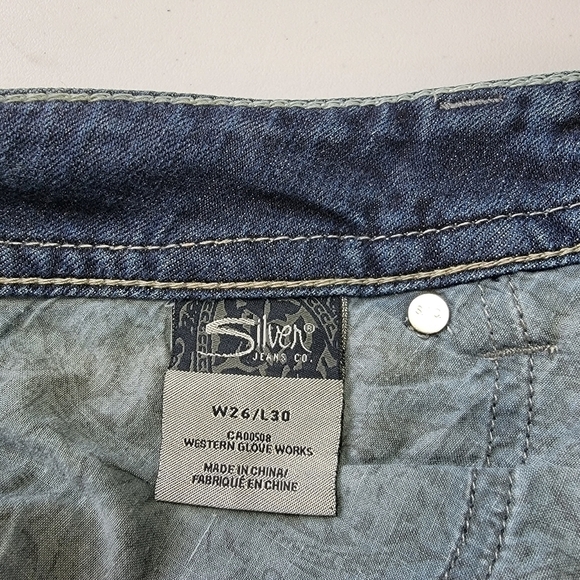 Silver®
JEANS CO.
W26/L30
CA00508
WESTERN GLOVE WORKS
MADE IN CHINA/
FABRIQUÉ EN CHINE